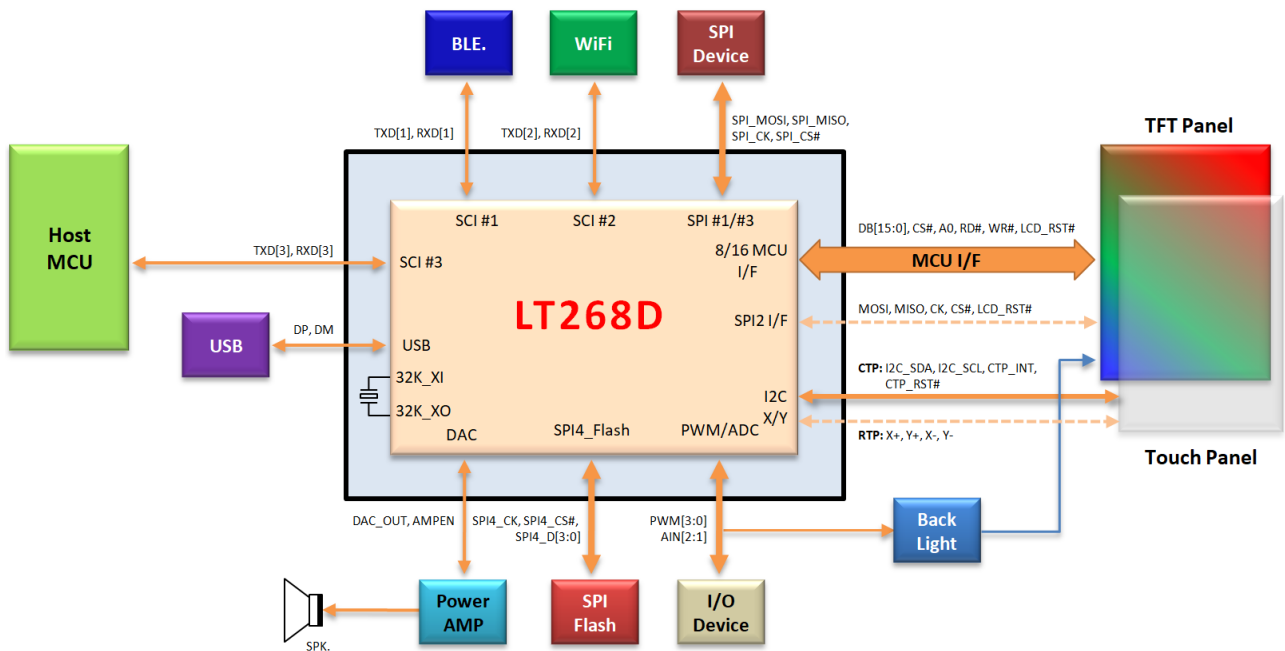 BLE.
WiFi
SPI
Device
TXD[1], RXD[1]
TXD[2], RXD[2]
SPI_MOSI, SPI_MISO,
SPI_CK, SPI_CS#
TFT Panel
Host
MCU
TXD[3], RXD[3]
SCI #1
SCI #2
SPI #1/#3
SCI #3
8/16 MCU
I/F
DB[15:0], CS#, A0, RD#, WR#, LCD_RST#
MCU I/F
LT268D
SPI2 I/F
MOSI, MISO, CK, CS#, LCD_RST#
USB
DP, DM
USB
32K_XI
32K_XO
CTP: I2C_SDA, I2C_SCL, CTP_INT,
CTP_RST#
I2C
X/Y
RTP: X+, Y+, X-, Y-
DAC
SPI4_Flash
PWM/ADC
Touch Panel
DAC_OUT, AMPEN
SPI4_CK, SPI4_CS#,
SPI4_D[3:0]
PWM[3:0]
AIN[2:1]
Back
Light
Power
AMP
SPI
Flash
I/O
Device
SPK.